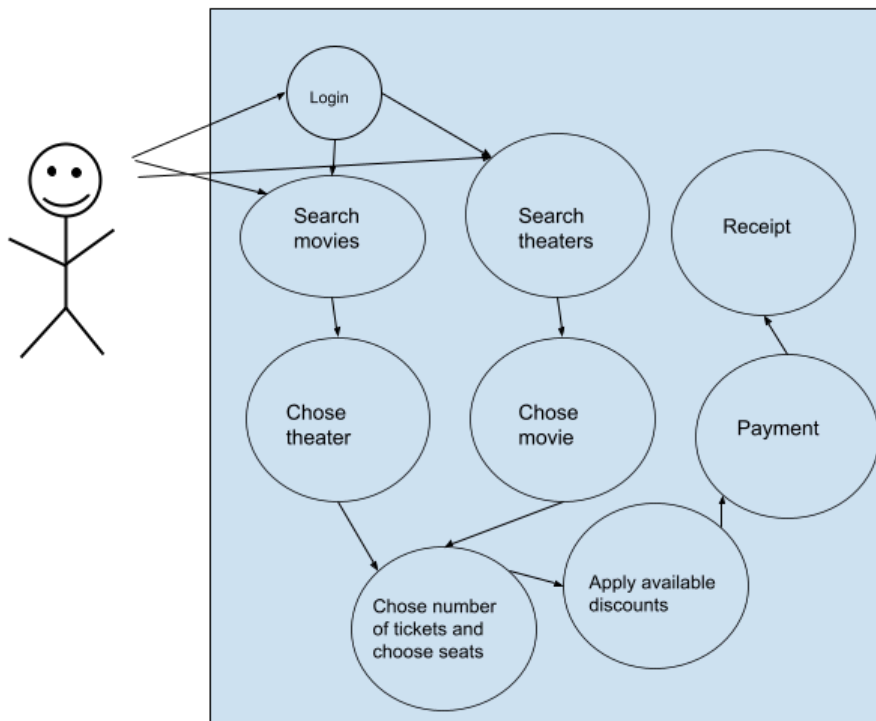 Login
Search
movies
Search
theaters
Receipt
Chose
theater
Chose
movie
Payment
Chose number
of tickets and
choose seats
Apply available
discounts